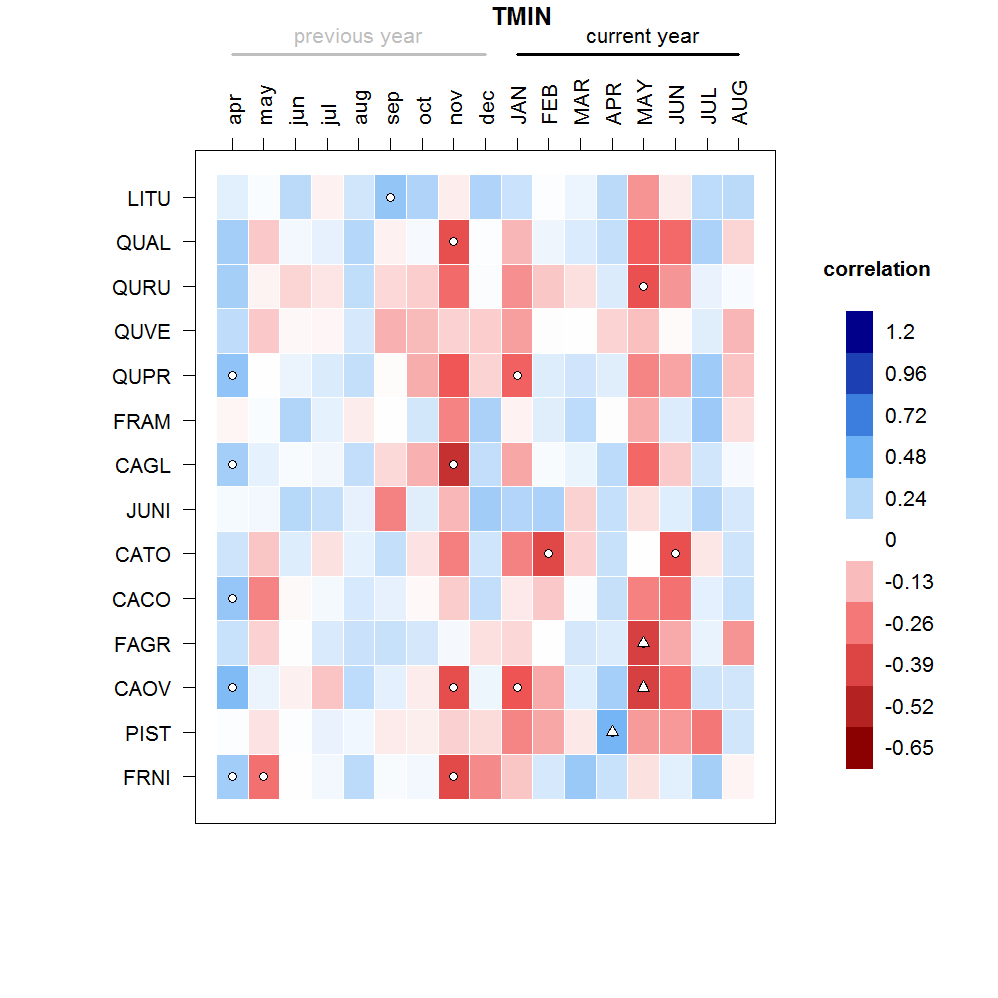 TMIN
previous year current year
apr may jun jul aug sep oct nov dec JAN FEB MAR APR MAY JUN JUL AUG
LITU
QUAL
QURU
QUVE
QUPR
FRAM
CAGL
JUNI
CATO
CACO
FAGR
CAOV
PIST
FRNI
correlation
1.2
0.96
0.72
0.48
0.24
0
-0.13
-0.26
-0.39
-0.52
-0.65